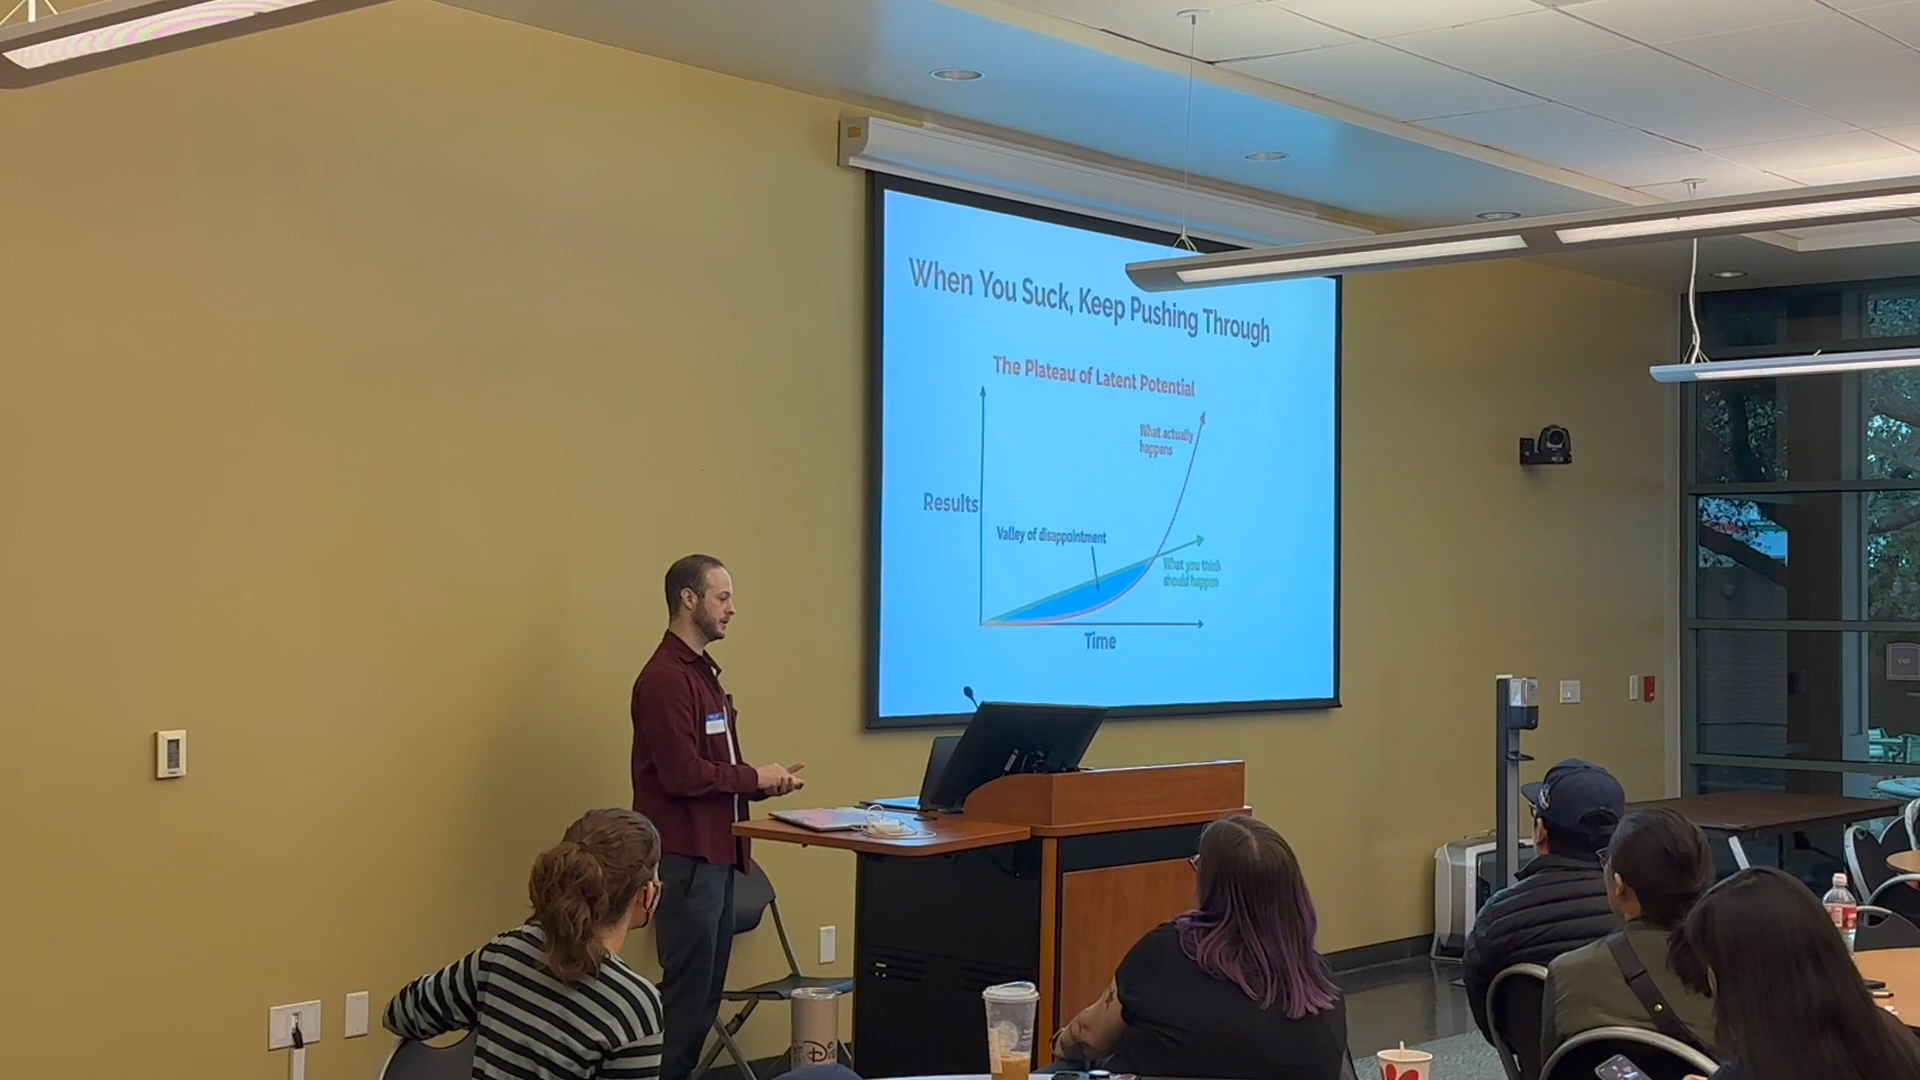 When You Suck, Keep Pushing Through
The Plateau of Latent Potential
What actually
happens
Results
Valley of disappointment
What you think
should happen
Time